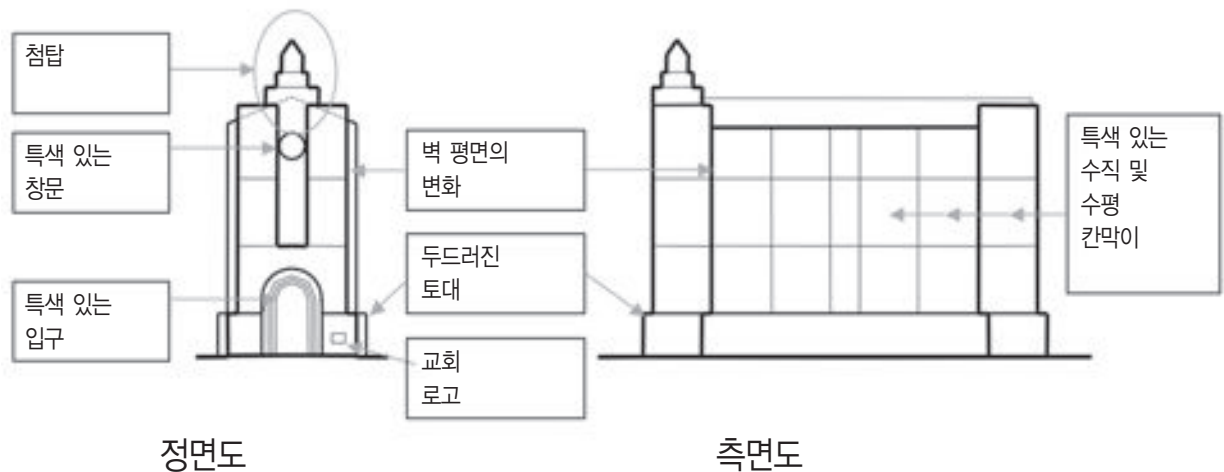 첨탑
특색 있는
창문
특색 있는
입구
벽 평면의
변화
두드러진
토대
교회
로고
특색 있는
수직 및
수평
칸막이
정면도
측면도